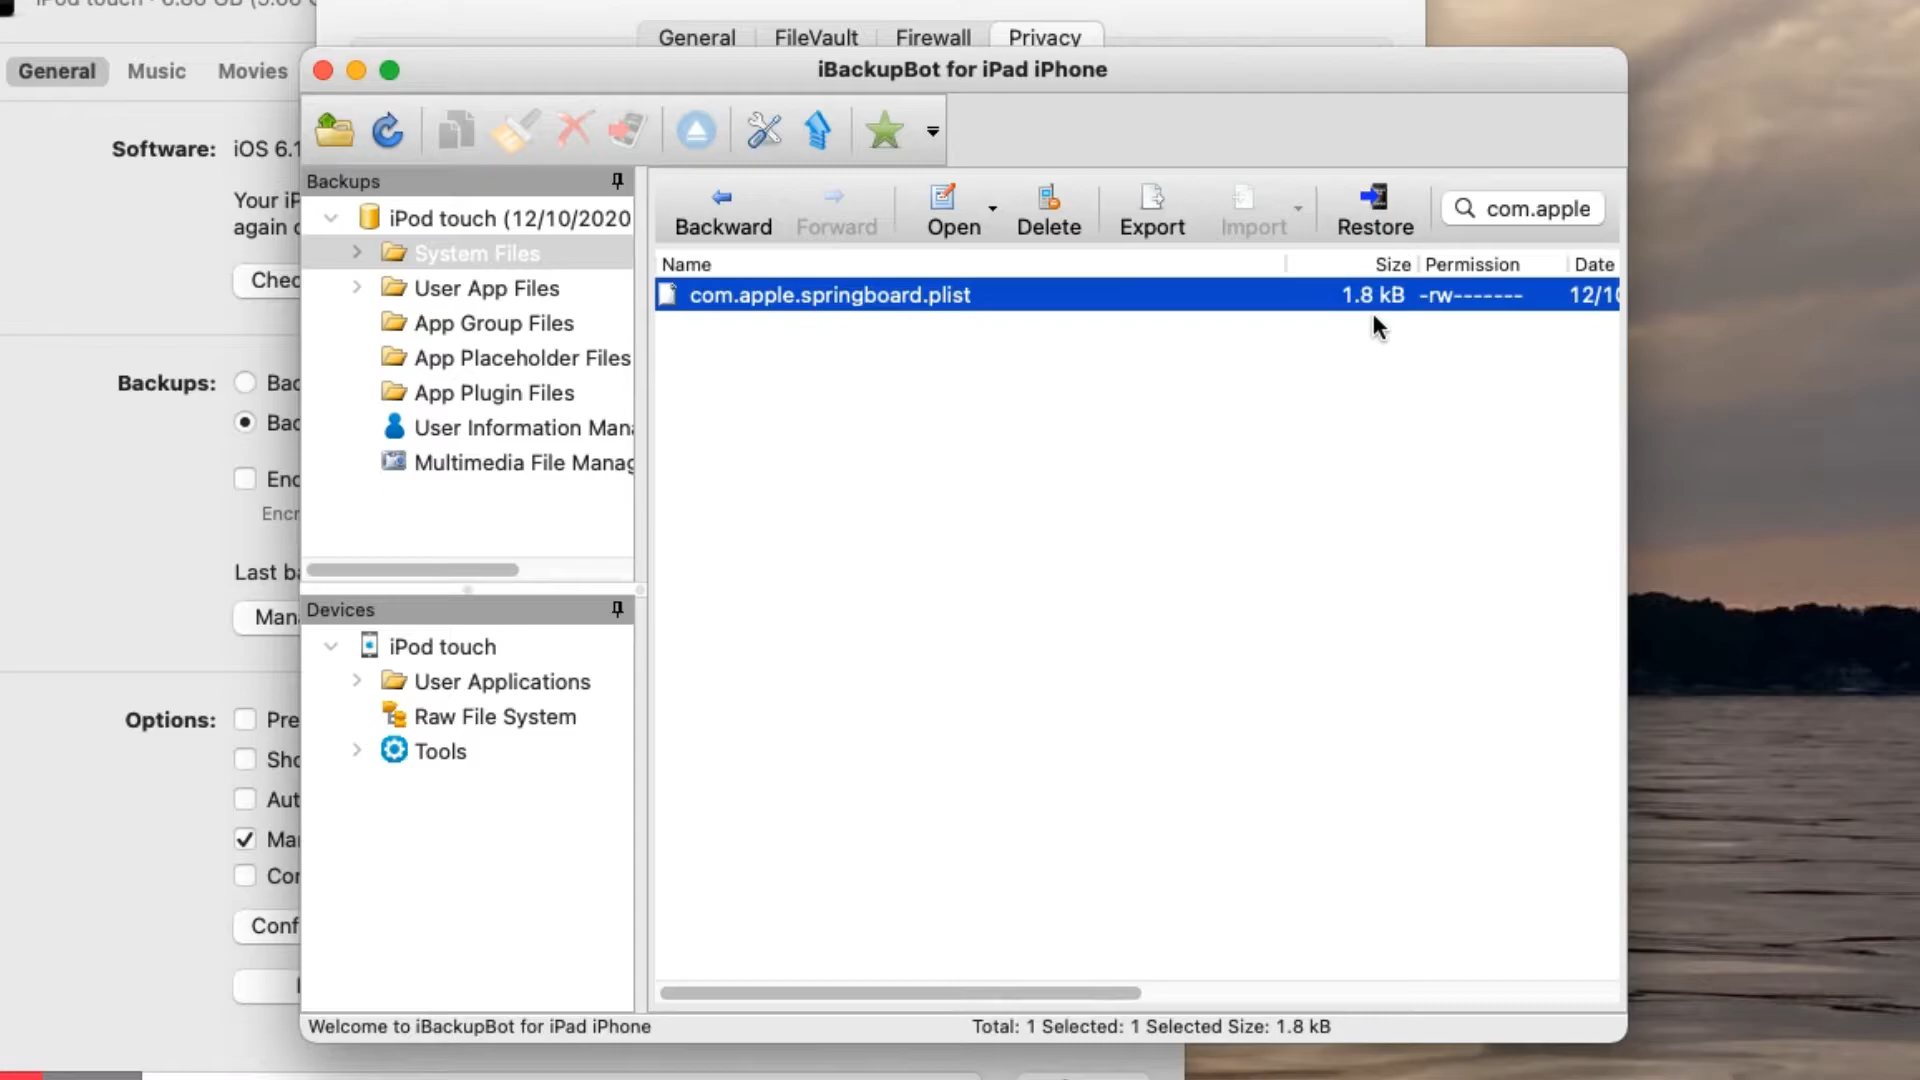 General FileVault Firewall Privacy
General Music Movies
iBackupBot for iPad iPhone
Software: iOS 6.1
Your iP
again
Chec
Backups:
Bac
Bac
Enc
Encr
Last ba
Man
Options:
Pre
Sho
Aut
Mar
Cor
Conf
Backups
iPod touch (12/10/2020
System Files
User App Files
App Group Files
App Placeholder Files
App Plugin Files
User Information Mana
Multimedia File Manag
Devices
iPod touch
User Applications
Raw File System
Tools
Backward Forward Open Delete Export Import Restore com.apple
Name Size Permission Date
com.apple.springboard.plist 1.8 kB -rw------- 12/10
Welcome to iBackupBot for iPad iPhone
Total: 1 Selected: 1 Selected Size: 1.8 kB